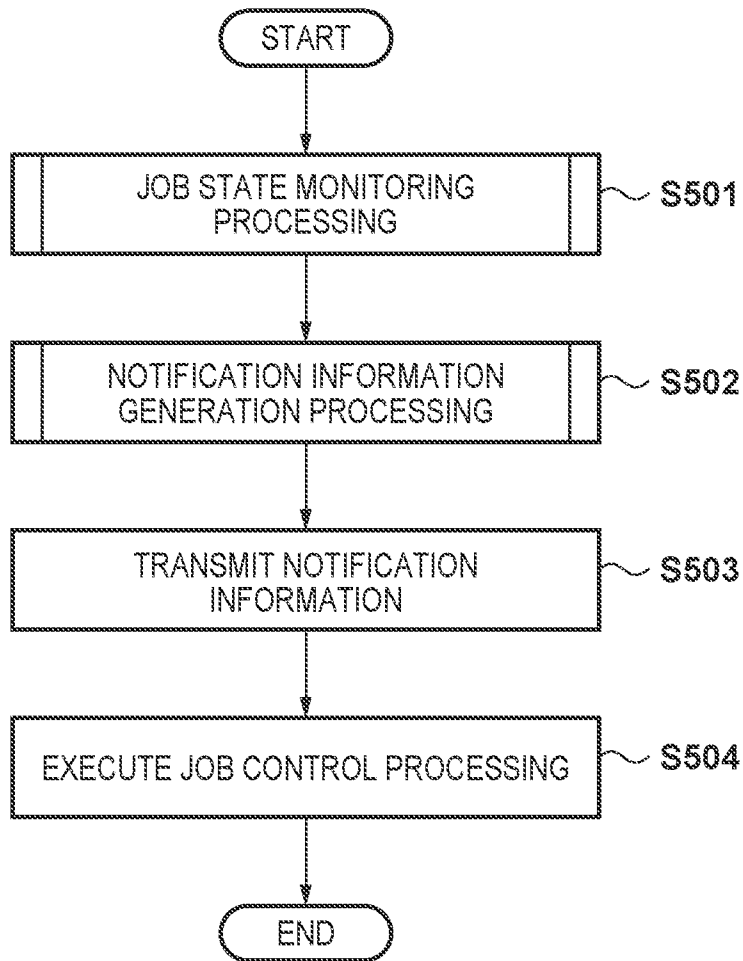 START
JOB STATE MONITORING
PROCESSING
S501
NOTIFICATION INFORMATION
GENERATION PROCESSING
S502
TRANSMIT NOTIFICATION
INFORMATION
S503
EXECUTE JOB CONTROL PROCESSING
S504
END